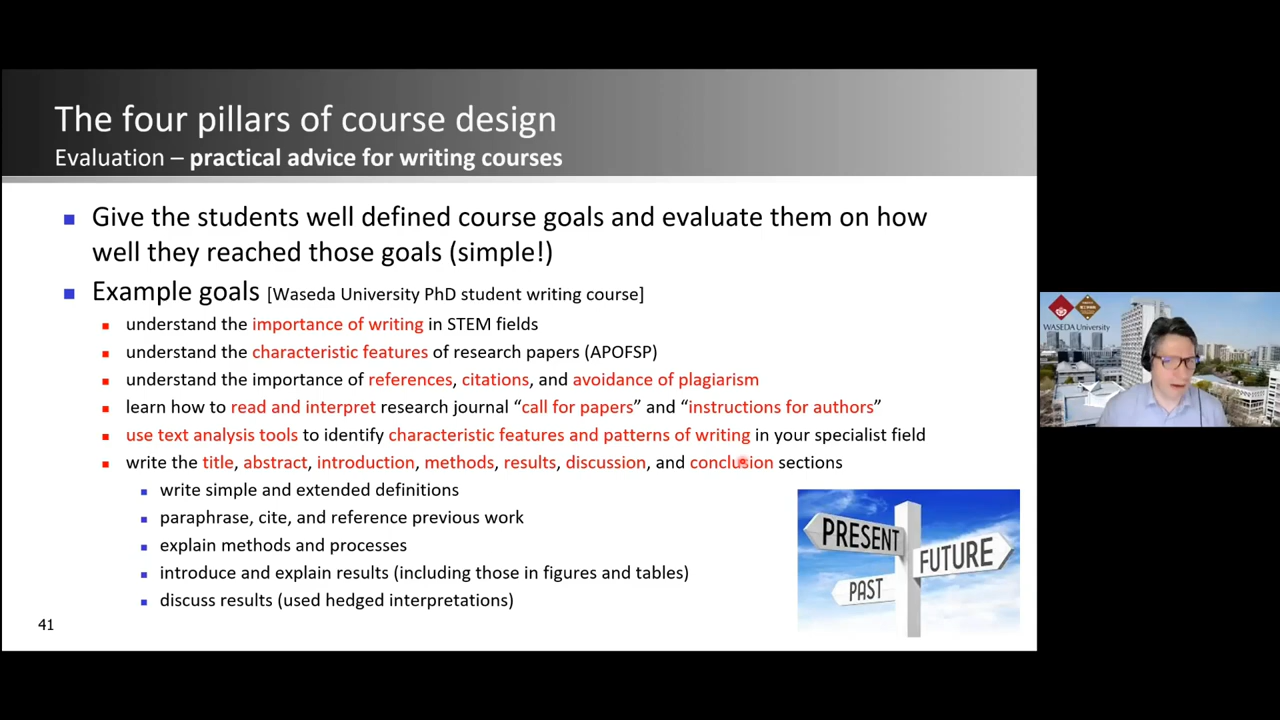 The four pillars of course design
Evaluation – practical advice for writing courses
■ Give the students well defined course goals and evaluate them on how
well they reached those goals (simple!)
■ Example goals [Waseda University PhD student writing course]
■ understand the importance of writing in STEM fields
■ understand the characteristic features of research papers (APOFSP)
■ understand the importance of references, citations, and avoidance of plagiarism
■ learn how to read and interpret research journal “call for papers” and “instructions for authors”
■ use text analysis tools to identify characteristic features and patterns of writing in your specialist field
■ write the title, abstract, introduction, methods, results, discussion, and conclusion sections
■ write simple and extended definitions
■ paraphrase, cite, and reference previous work
■ explain methods and processes
■ introduce and explain results (including those in figures and tables)
■ discuss results (used hedged interpretations)
PRESENT
FUTURE
PAST
41
WASEDA University